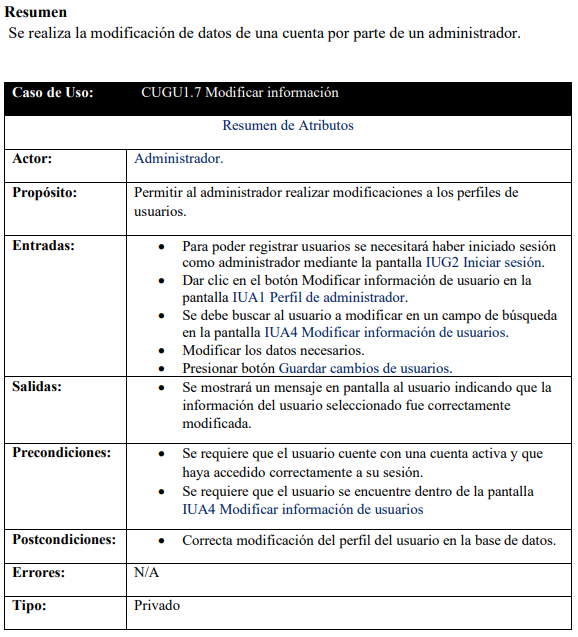 Resumen
Se realiza la modificación de datos de una cuenta por parte de un administrador.
Caso de Uso: CUGU1.7 Modificar información
Resumen de Atributos
Actor: Administrador.
Propósito: Permitir al administrador realizar modificaciones a los perfiles de
usuarios.
Entradas: • Para poder registrar usuarios se necesitará haber iniciado sesión
como administrador mediante la pantalla IUG2 Iniciar sesión.
• Dar clic en el botón Modificar información de usuario en la
pantalla IUA1 Perfil de administrador.
• Se debe buscar al usuario a modificar en un campo de búsqueda
en la pantalla IUA4 Modificar información de usuarios.
• Modificar los datos necesarios.
• Presionar botón Guardar cambios de usuarios.
Salidas: • Se mostrará un mensaje en pantalla al usuario indicando que la
información del usuario seleccionado fue correctamente
modificada.
Precondiciones: • Se requiere que el usuario cuente con una cuenta activa y que
haya accedido correctamente a su sesión.
• Se requiere que el usuario se encuentre dentro de la pantalla
IUA4 Modificar información de usuarios
Postcondiciones: • Correcta modificación del perfil del usuario en la base de datos.
Errores: N/A
Tipo: Privado